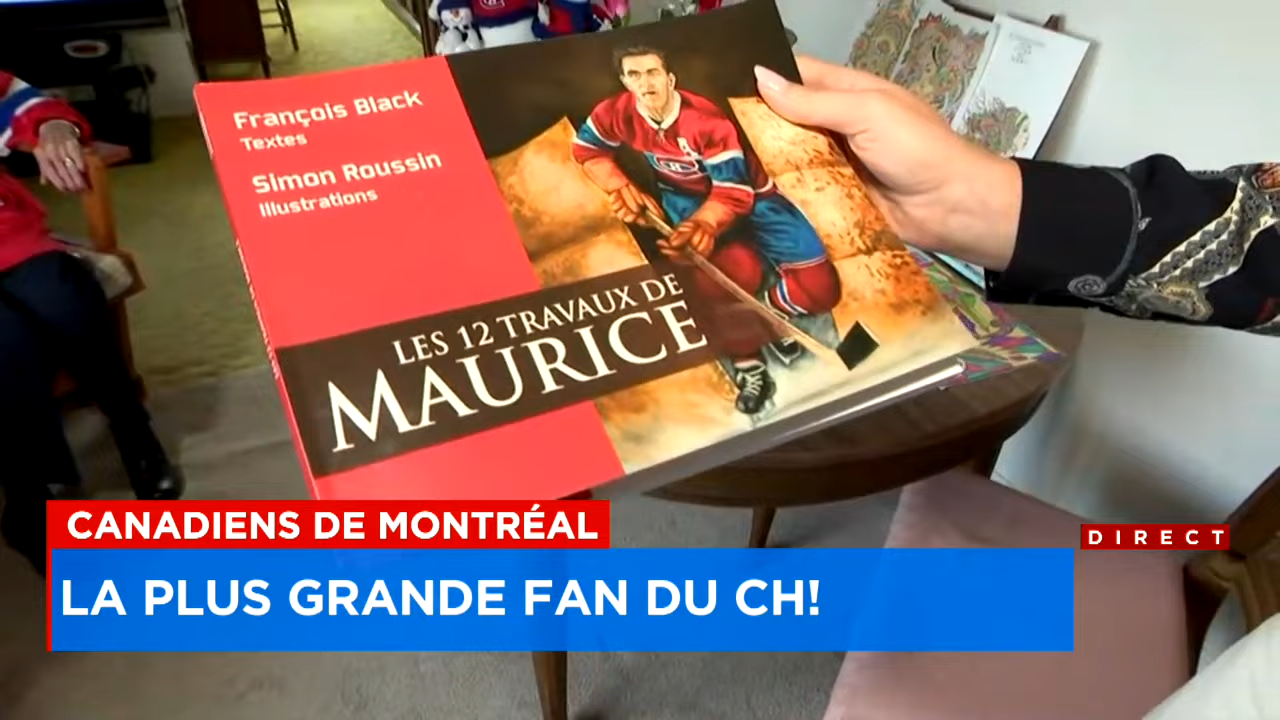 François Black
Textes
Simon Roussin
Illustrations
LES 12 TRAVAUX DE
MAURICE
CANADIENS DE MONTRÉAL
DIRECT
LA PLUS GRANDE FAN DU CH!